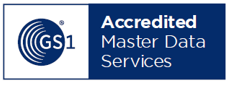 GS1
Accredited
Master Data
Services